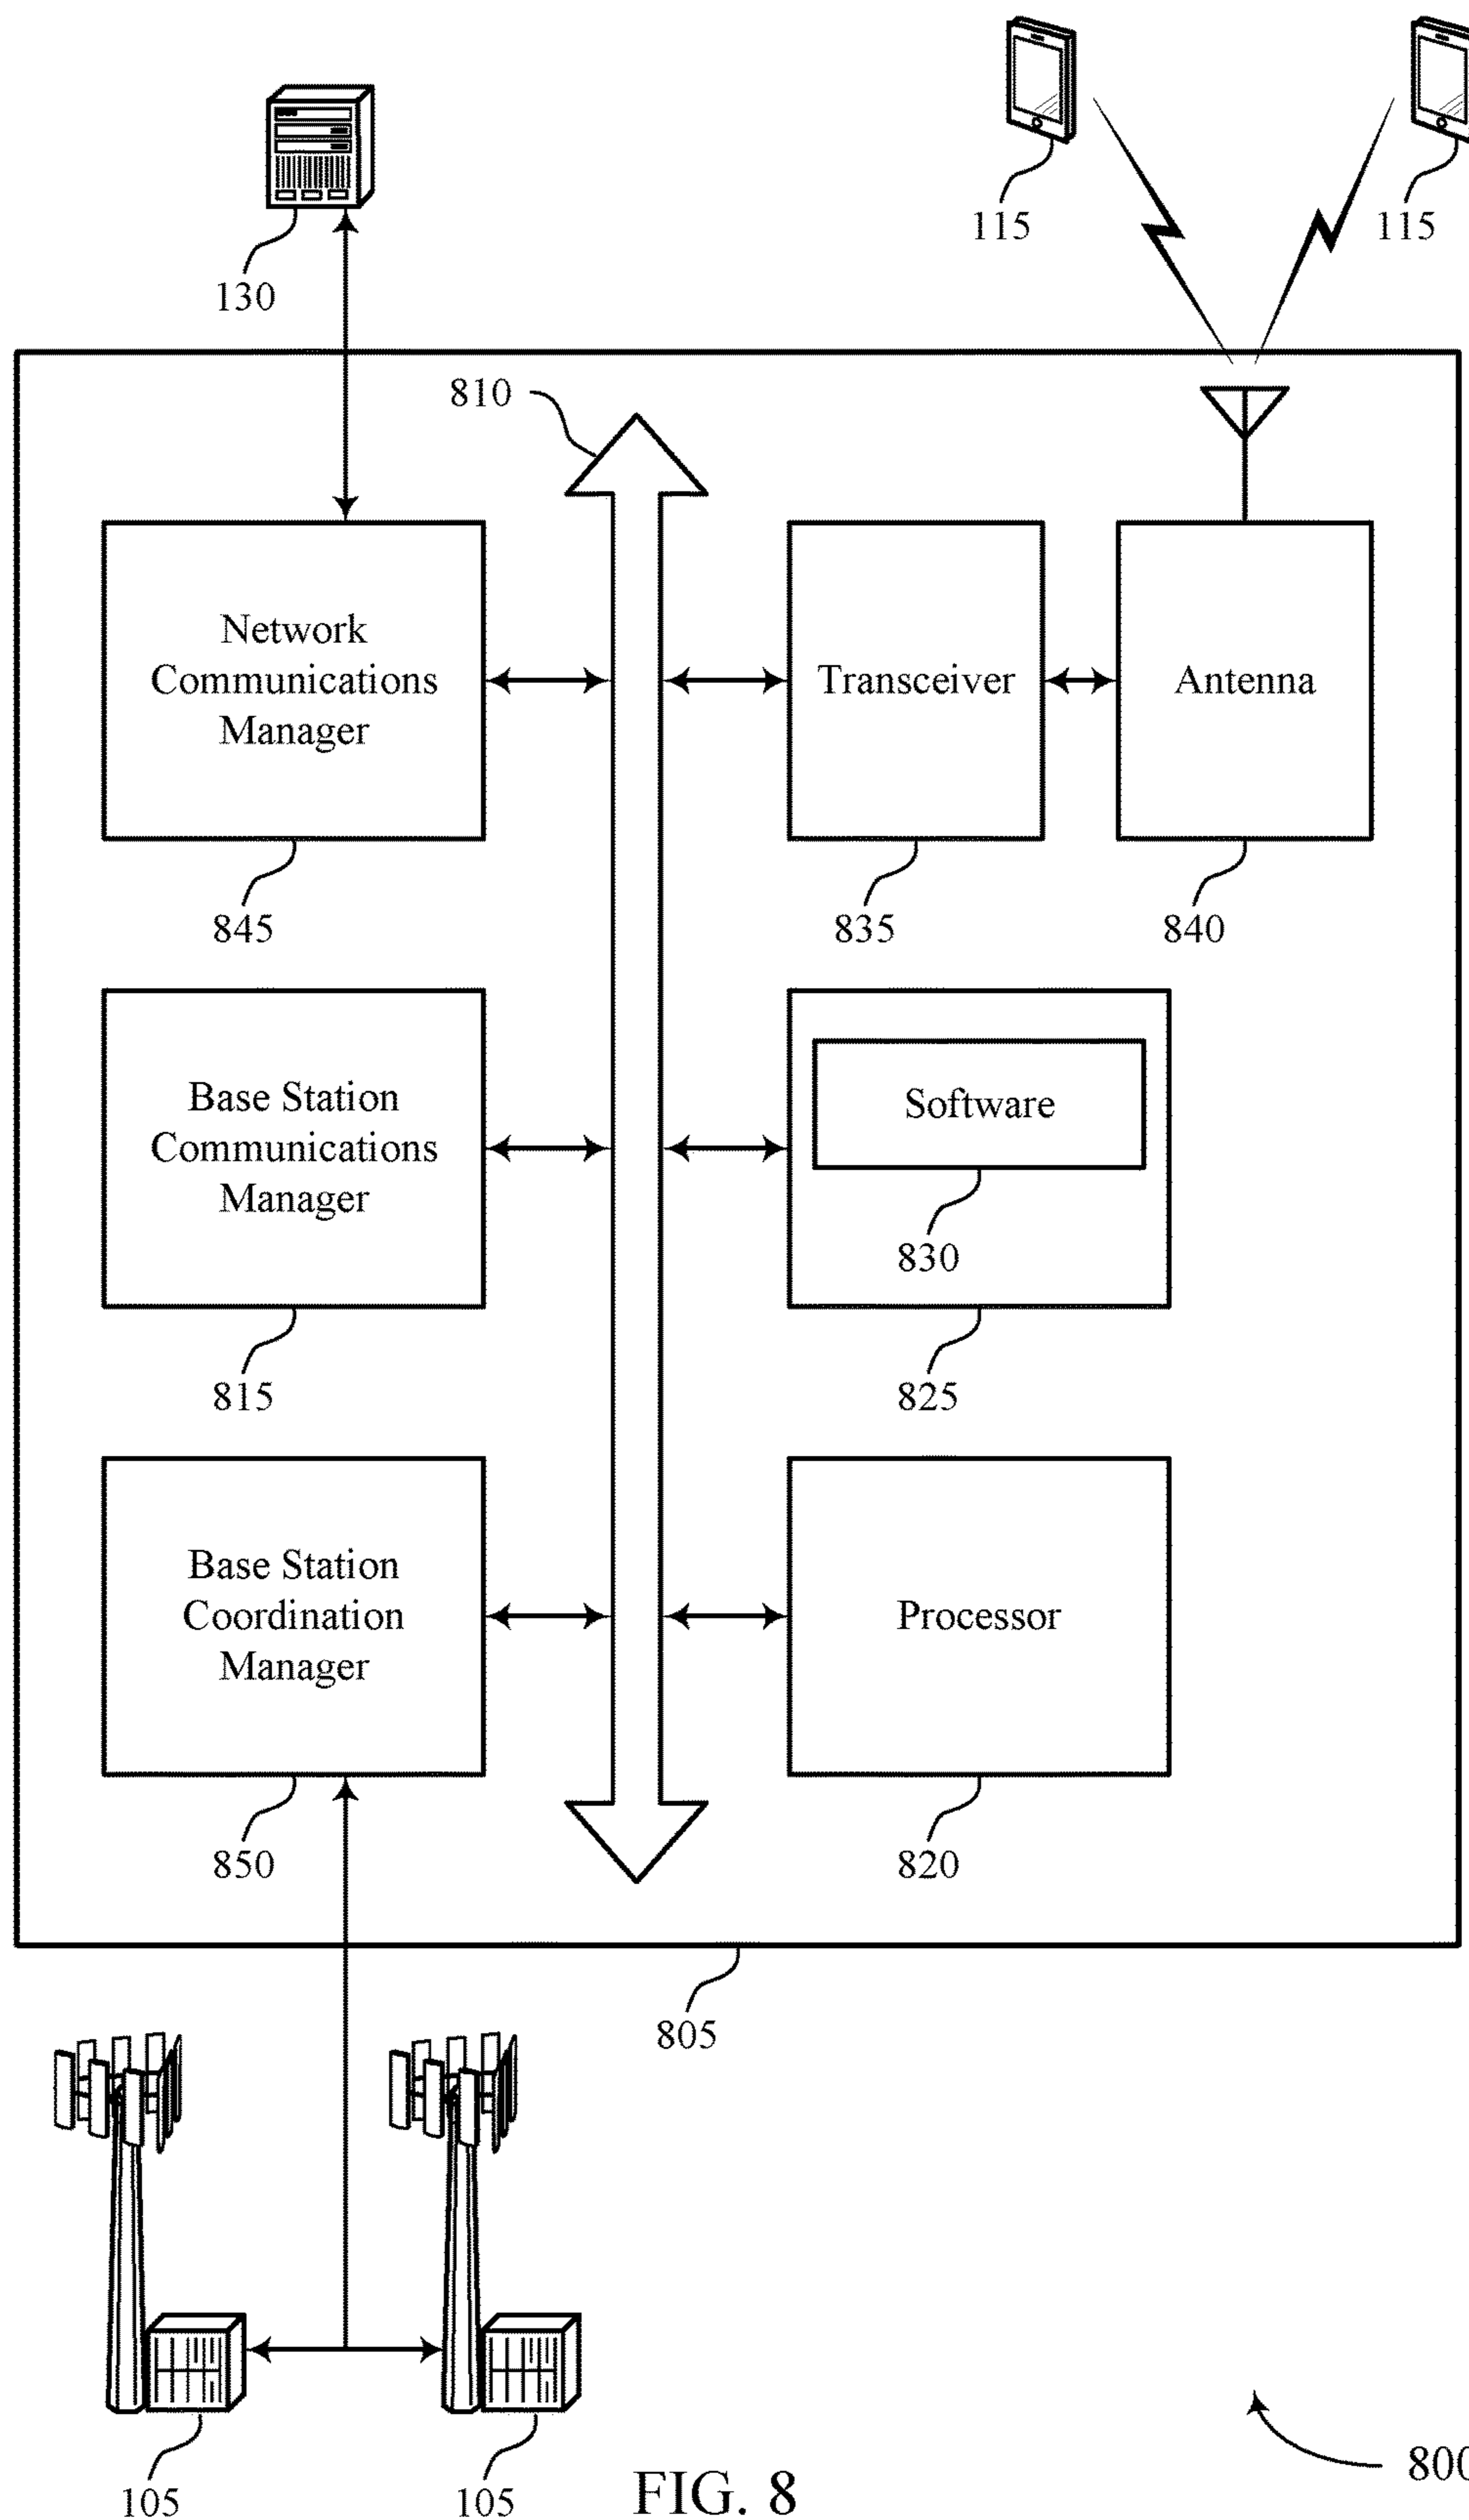 115
115
130
810
Network
Communications
Manager
Transceiver
Antenna
845
835
840
Base Station
Communications
Manager
Software
830
815
825
Base Station
Coordination
Manager
Processor
850
820
805
105
105
FIG. 8
800